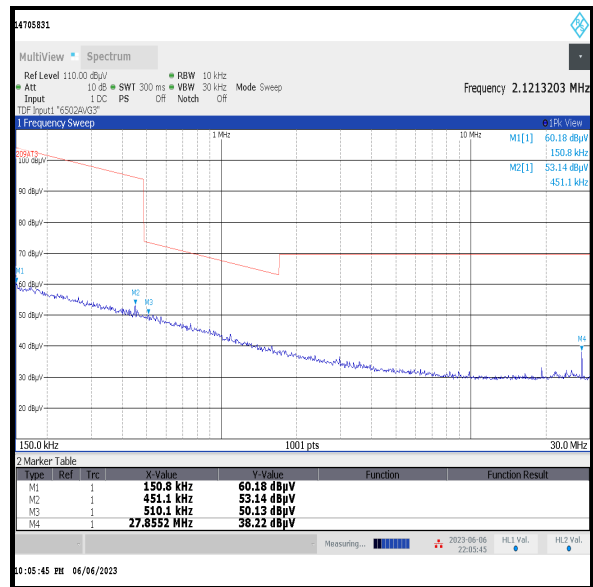 14705831
MultiView Spectrum
Ref Level 110.00 dBµV RBW 10 kHz
Att 10 dB SWT 300 ms VBW 30 kHz Mode Sweep Frequency 2.1213203 MHz
Input 1 DC PS Off Notch Off
TDF Input1 "6502AVG3"
1 Frequency Sweep 1Pk View
1 MHz 10 MHz M1[1] 60.18 dBµV
150.8 kHz
M2[1] 53.14 dBµV
451.1 kHz
209AT3
100 dBµV
90 dBµV
80 dBµV
70 dBµV
M1
60 dBµV
M2
M3
50 dBµV
M4
40 dBµV
30 dBµV
20 dBµV
150.0 kHz 1001 pts 30.0 MHz
2 Marker Table
Type Ref Trc X-Value Y-Value Function Function Result
M1 1 150.8 kHz 60.18 dBµV
M2 1 451.1 kHz 53.14 dBµV
M3 1 510.1 kHz 50.13 dBµV
M4 1 27.8552 MHz 38.22 dBµV
Measuring... 2023-06-06 HL1 Val. HL2 Val.
22:05:45
10:05:45 PM 06/06/2023